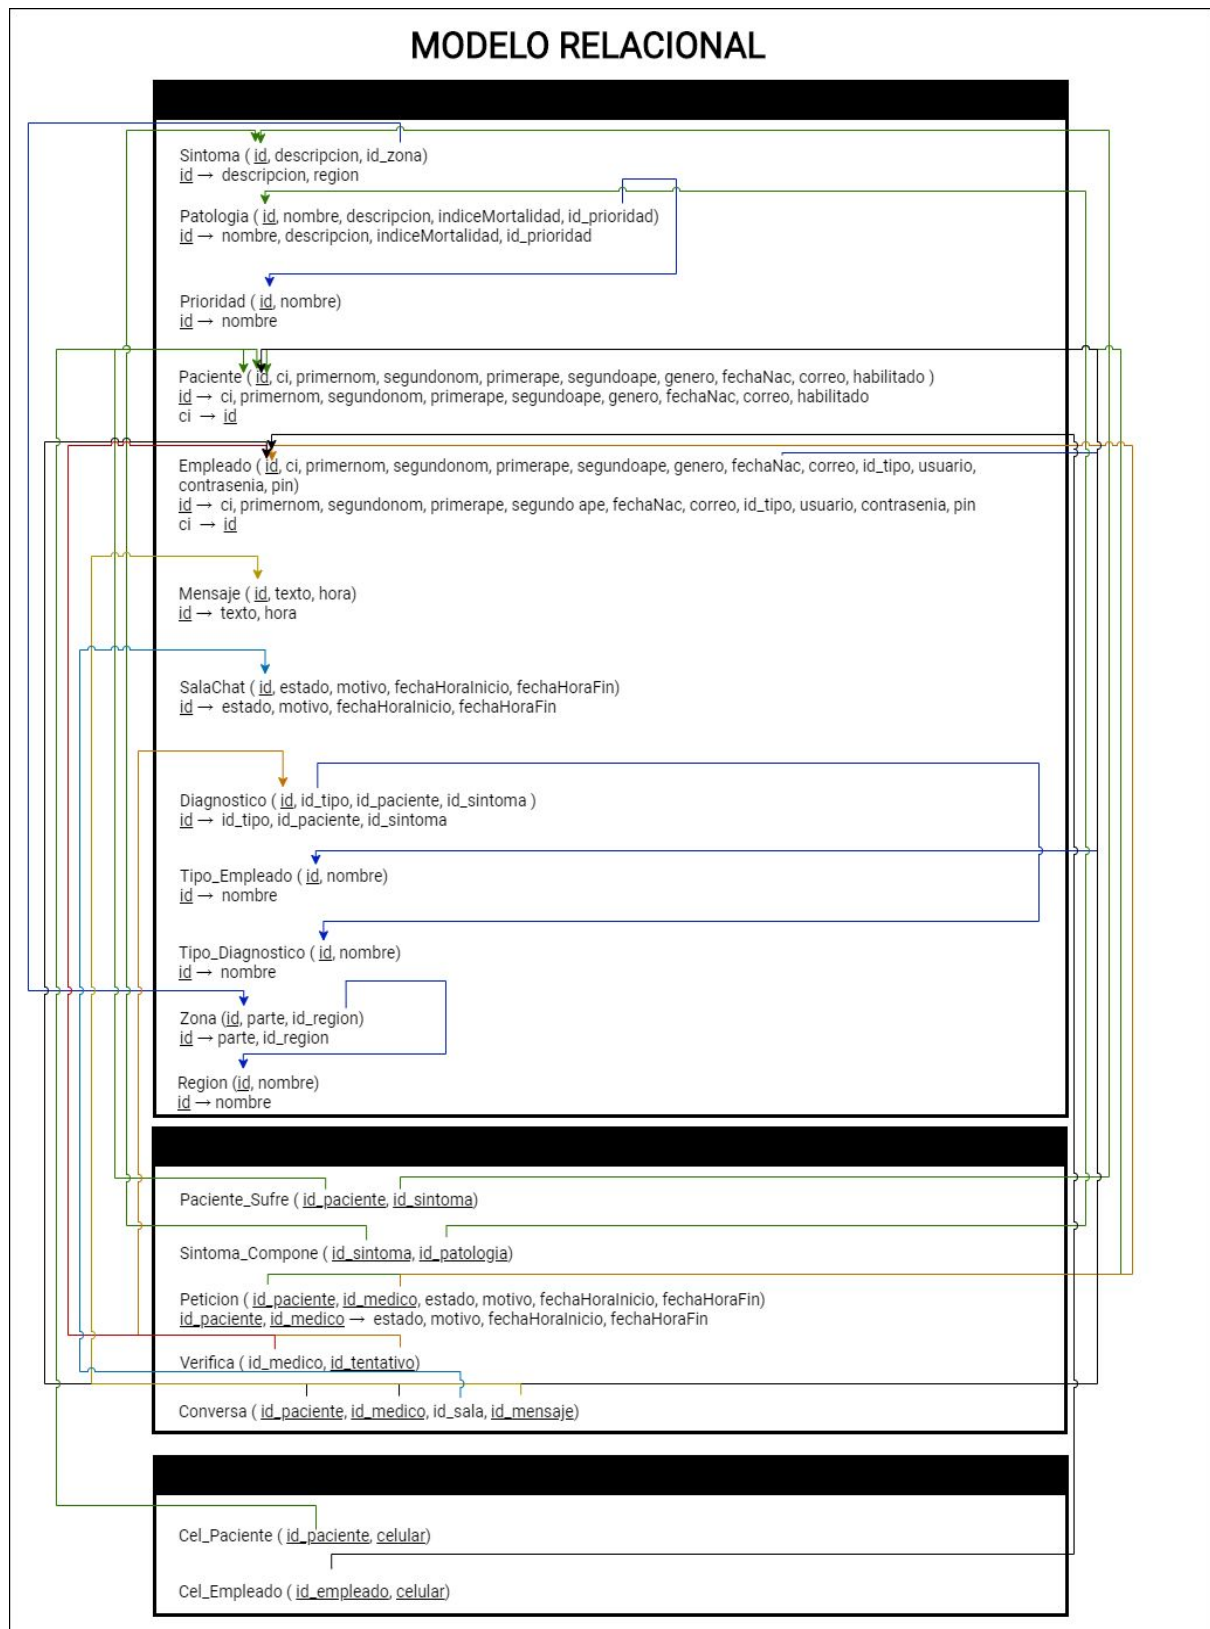 MODELO RELACIONAL
Sintoma ( id, descripcion, id_zona)
id → descripcion, region
Patologia ( id, nombre, descripcion, indiceMortalidad, id_prioridad)
id → nombre, descripcion, indiceMortalidad, id_prioridad
Prioridad ( id, nombre)
id → nombre
Paciente ( id, ci, primernom, segundonom, primerape, segundoape, genero, fechaNac, correo, habilitado )
id → ci, primernom, segundonom, primerape, segundoape, genero, fechaNac, correo, habilitado
ci → id
Empleado ( id, ci, primernom, segundonom, primerape, segundoape, genero, fechaNac, correo, id_tipo, usuario,
contrasenia, pin)
id → ci, primernom, segundonom, primerape, segundo ape, fechaNac, correo, id_tipo, usuario, contrasenia, pin
ci → id
Mensaje ( id, texto, hora)
id → texto, hora
SalaChat ( id, estado, motivo, fechaHoraInicio, fechaHoraFin)
id → estado, motivo, fechaHoraInicio, fechaHoraFin
Diagnostico ( id, id_tipo, id_paciente, id_sintoma )
id → id_tipo, id_paciente, id_sintoma
Tipo_Empleado ( id, nombre)
id → nombre
Tipo_Diagnostico ( id, nombre)
id → nombre
Zona (id, parte, id_region)
id → parte, id_region
Region (id, nombre)
id → nombre
Paciente_Sufre ( id_paciente, id_sintoma)
Sintoma_Compone ( id_sintoma, id_patologia)
Peticion ( id_paciente, id_medico, estado, motivo, fechaHoraInicio, fechaHoraFin)
id_paciente, id_medico → estado, motivo, fechaHoraInicio, fechaHoraFin
Verifica ( id_medico, id_tentativo)
Conversa ( id_paciente, id_medico, id_sala, id_mensaje)
Cel_Paciente ( id_paciente, celular)
Cel_Empleado ( id_empleado, celular)